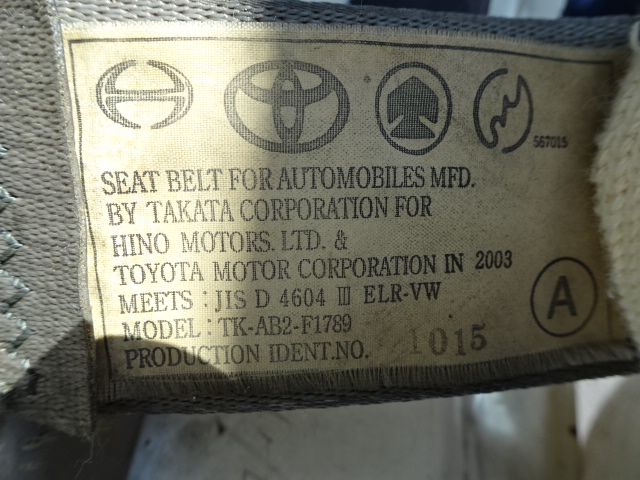 567015
SEAT BELT FOR AUTOMOBILES MFD.
BY TAKATA CORPORATION FOR
HINO MOTORS. LTD. &
TOYOTA MOTOR CORPORATION IN 2003
MEETS : JIS D 4604 III ELR-VW
MODEL : TK-AB2-F1789
PRODUCTION IDENT.NO. 1015
A